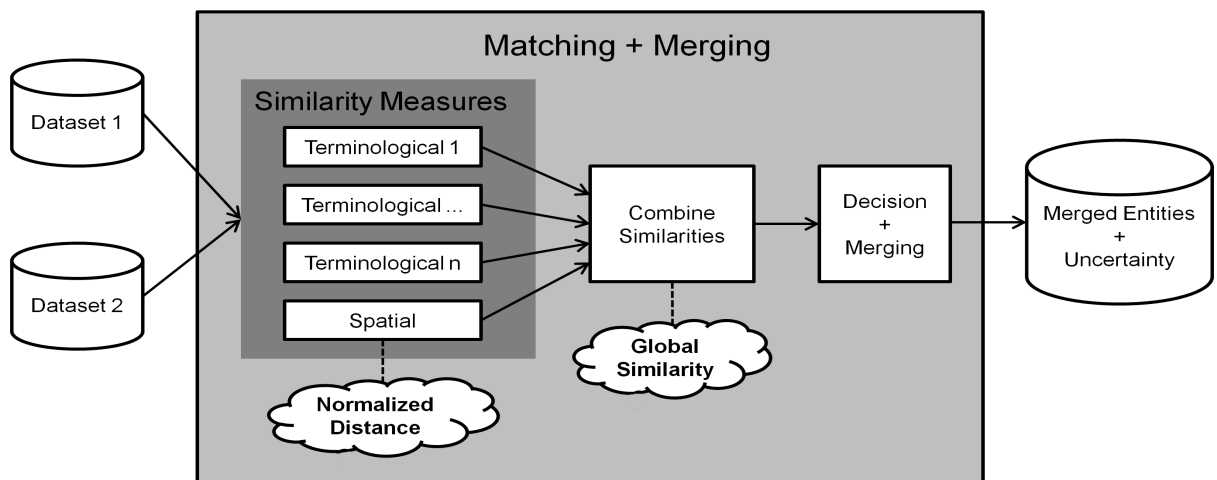 Matching + Merging
Dataset 1
Dataset 2
Similarity Measures
Terminological 1
Terminological ...
Terminological n
Spatial
Normalized
Distance
Combine
Similarities
Global
Similarity
Decision
+
Merging
Merged Entities
+
Uncertainty